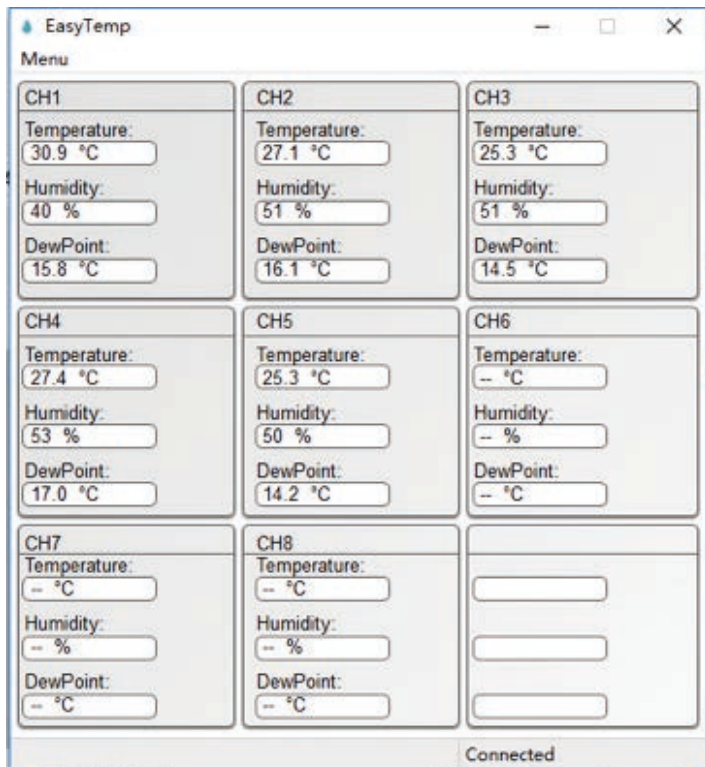 EasyTemp
Menu
CH1
Temperature:
30.9 °C
Humidity:
40 %
DewPoint:
15.8 °C
CH2
Temperature:
27.1 °C
Humidity:
51 %
DewPoint:
16.1 °C
CH3
Temperature:
25.3 °C
Humidity:
51 %
DewPoint:
14.5 °C
CH4
Temperature:
27.4 °C
Humidity:
53 %
DewPoint:
17.0 °C
CH5
Temperature:
25.3 °C
Humidity:
50 %
DewPoint:
14.2 °C
CH6
Temperature:
-- °C
Humidity:
-- %
DewPoint:
-- °C
CH7
Temperature:
-- °C
Humidity:
-- %
DewPoint:
-- °C
CH8
Temperature:
-- °C
Humidity:
-- %
DewPoint:
-- °C
Connected